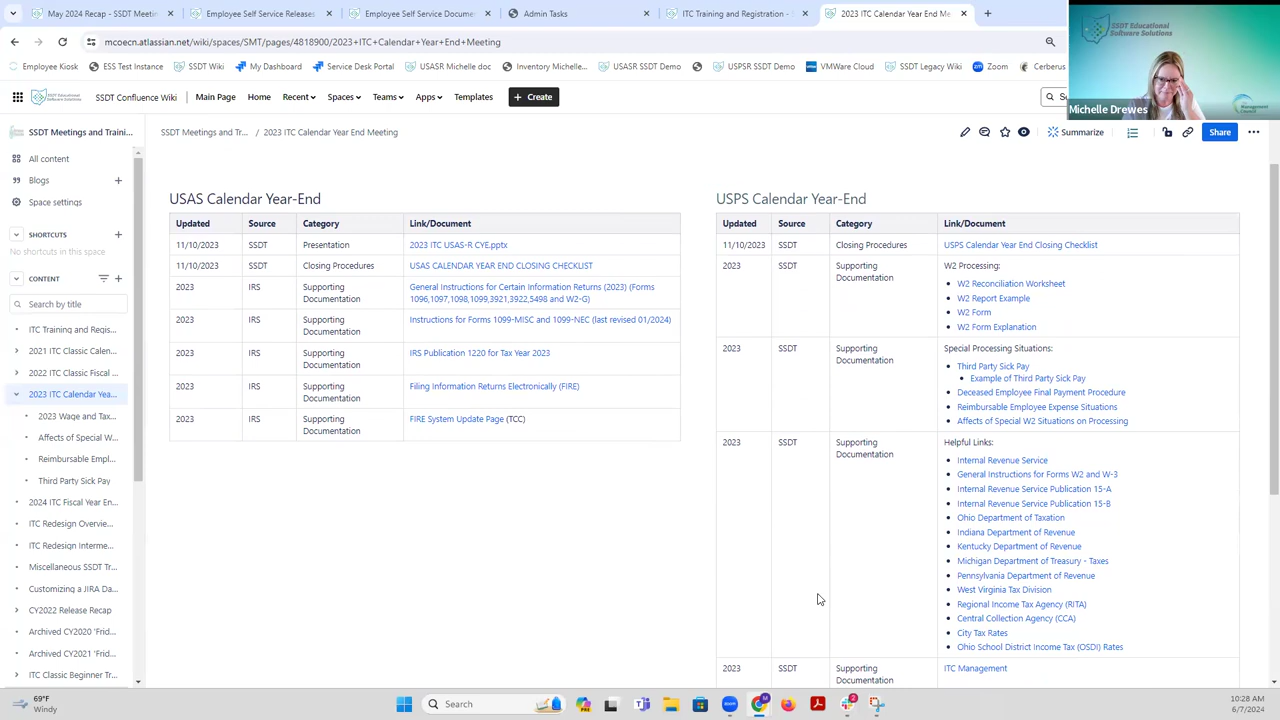 May 2024 Recap - SSDT Meetin
Employee Self Service Releases
Employee Self Service Docume
Admin Tasks
ITC Training and Registration -
2023 ITC Calendar Year End Me
mcoecn.atlassian.net/wiki/spaces/SMT/pages/4818900/2023+ITC+Calendar+Year+End+Meeting
Employee Kiosk
ESS Test Instance
SSDT Wiki
My Dashboard
Service Desk Portal
USASR Michelle doc
Inventory Michelle...
USASR SSDT Demo
USPSR SSDT Demo
VMWare Cloud
SSDT Legacy Wiki
Zoom
Cerberus
SSDT Educational
Software Solutions
Michelle Drewes
Management
Council
SSDT Confluence Wiki
Main Page
Home
Recent
Spaces
Teams
Apps
Templates
+ Create
SSDT Meetings and Traini...
SSDT Meetings and Tr... / 2023 ITC Calendar Year End Meeting
Summarize
Share
All content
Blogs
Space settings
SHORTCUTS
No shortcuts in this space
CONTENT
Search by title
ITC Training and Regis...
2021 ITC Classic Calen...
2022 ITC Classic Fiscal ...
2023 ITC Calendar Yea...
2023 Wage and Tax...
Affects of Special W...
Reimbursable Empl...
Third Party Sick Pay
2024 ITC Fiscal Year En...
ITC Redesign Overvie...
ITC Redesign Interme...
Miscellaneous SSDT Tr...
Customizing a JIRA Da...
CY2022 Release Recap
Archived CY2020 'Frid...
Archived CY2021 'Frid...
ITC Classic Beginner Tr...
USAS Calendar Year-End
Updated Source Category Link/Document
11/10/2023 SSDT Presentation 2023 ITC USAS-R CYE.pptx
11/10/2023 SSDT Closing Procedures USAS CALENDAR YEAR END CLOSING CHECKLIST
2023 IRS Supporting General Instructions for Certain Information Returns (2023) (Forms
Documentation 1096,1097,1098,1099,3921,3922,5498 and W2-G)
2023 IRS Supporting Instructions for Forms 1099-MISC and 1099-NEC (last revised 01/2024)
Documentation
2023 IRS Supporting IRS Publication 1220 for Tax Year 2023
Documentation
2023 IRS Supporting Filing Information Returns Electronically (FIRE)
Documentation
2023 IRS Supporting FIRE System Update Page (TCC)
Documentation
USPS Calendar Year-End
Updated Source Category Link/Document
11/10/2023 SSDT Closing Procedures USPS Calendar Year End Closing Checklist
2023 SSDT Supporting W2 Processing:
Documentation
W2 Reconciliation Worksheet
W2 Report Example
W2 Form
W2 Form Explanation
2023 SSDT Supporting Special Processing Situations:
Documentation
Third Party Sick Pay
Example of Third Party Sick Pay
Deceased Employee Final Payment Procedure
Reimbursable Employee Expense Situations
Affects of Special W2 Situations on Processing
2023 SSDT Supporting Helpful Links:
Documentation
Internal Revenue Service
General Instructions for Forms W2 and W-3
Internal Revenue Service Publication 15-A
Internal Revenue Service Publication 15-B
Ohio Department of Taxation
Indiana Department of Revenue
Kentucky Department of Revenue
Michigan Department of Treasury - Taxes
Pennsylvania Department of Revenue
West Virginia Tax Division
Regional Income Tax Agency (RITA)
Central Collection Agency (CCA)
City Tax Rates
Ohio School District Income Tax (OSDI) Rates
2023 SSDT Supporting ITC Management
Documentation
69°F
Windy
Search
10:28 AM
6/7/2024